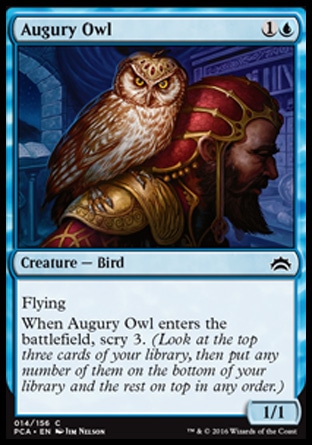 Augury Owl 1
Creature — Bird
Flying
When Augury Owl enters the
battlefield, scry 3. (Look at the top
three cards of your library, then put any
number of them on the bottom of your
library and the rest on top in any order.)
1/1
014/156 C
PCA • EN Jim Nelson ™ & © 2016 Wizards of the Coast